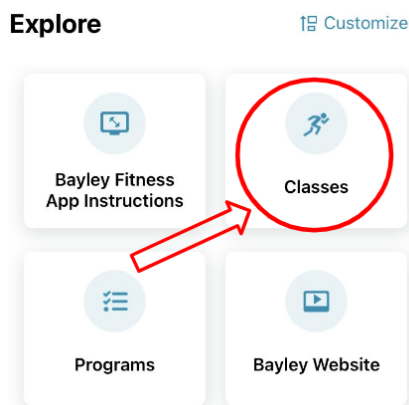 Explore
Customize
Bayley Fitness
App Instructions
Classes
Programs
Bayley Website